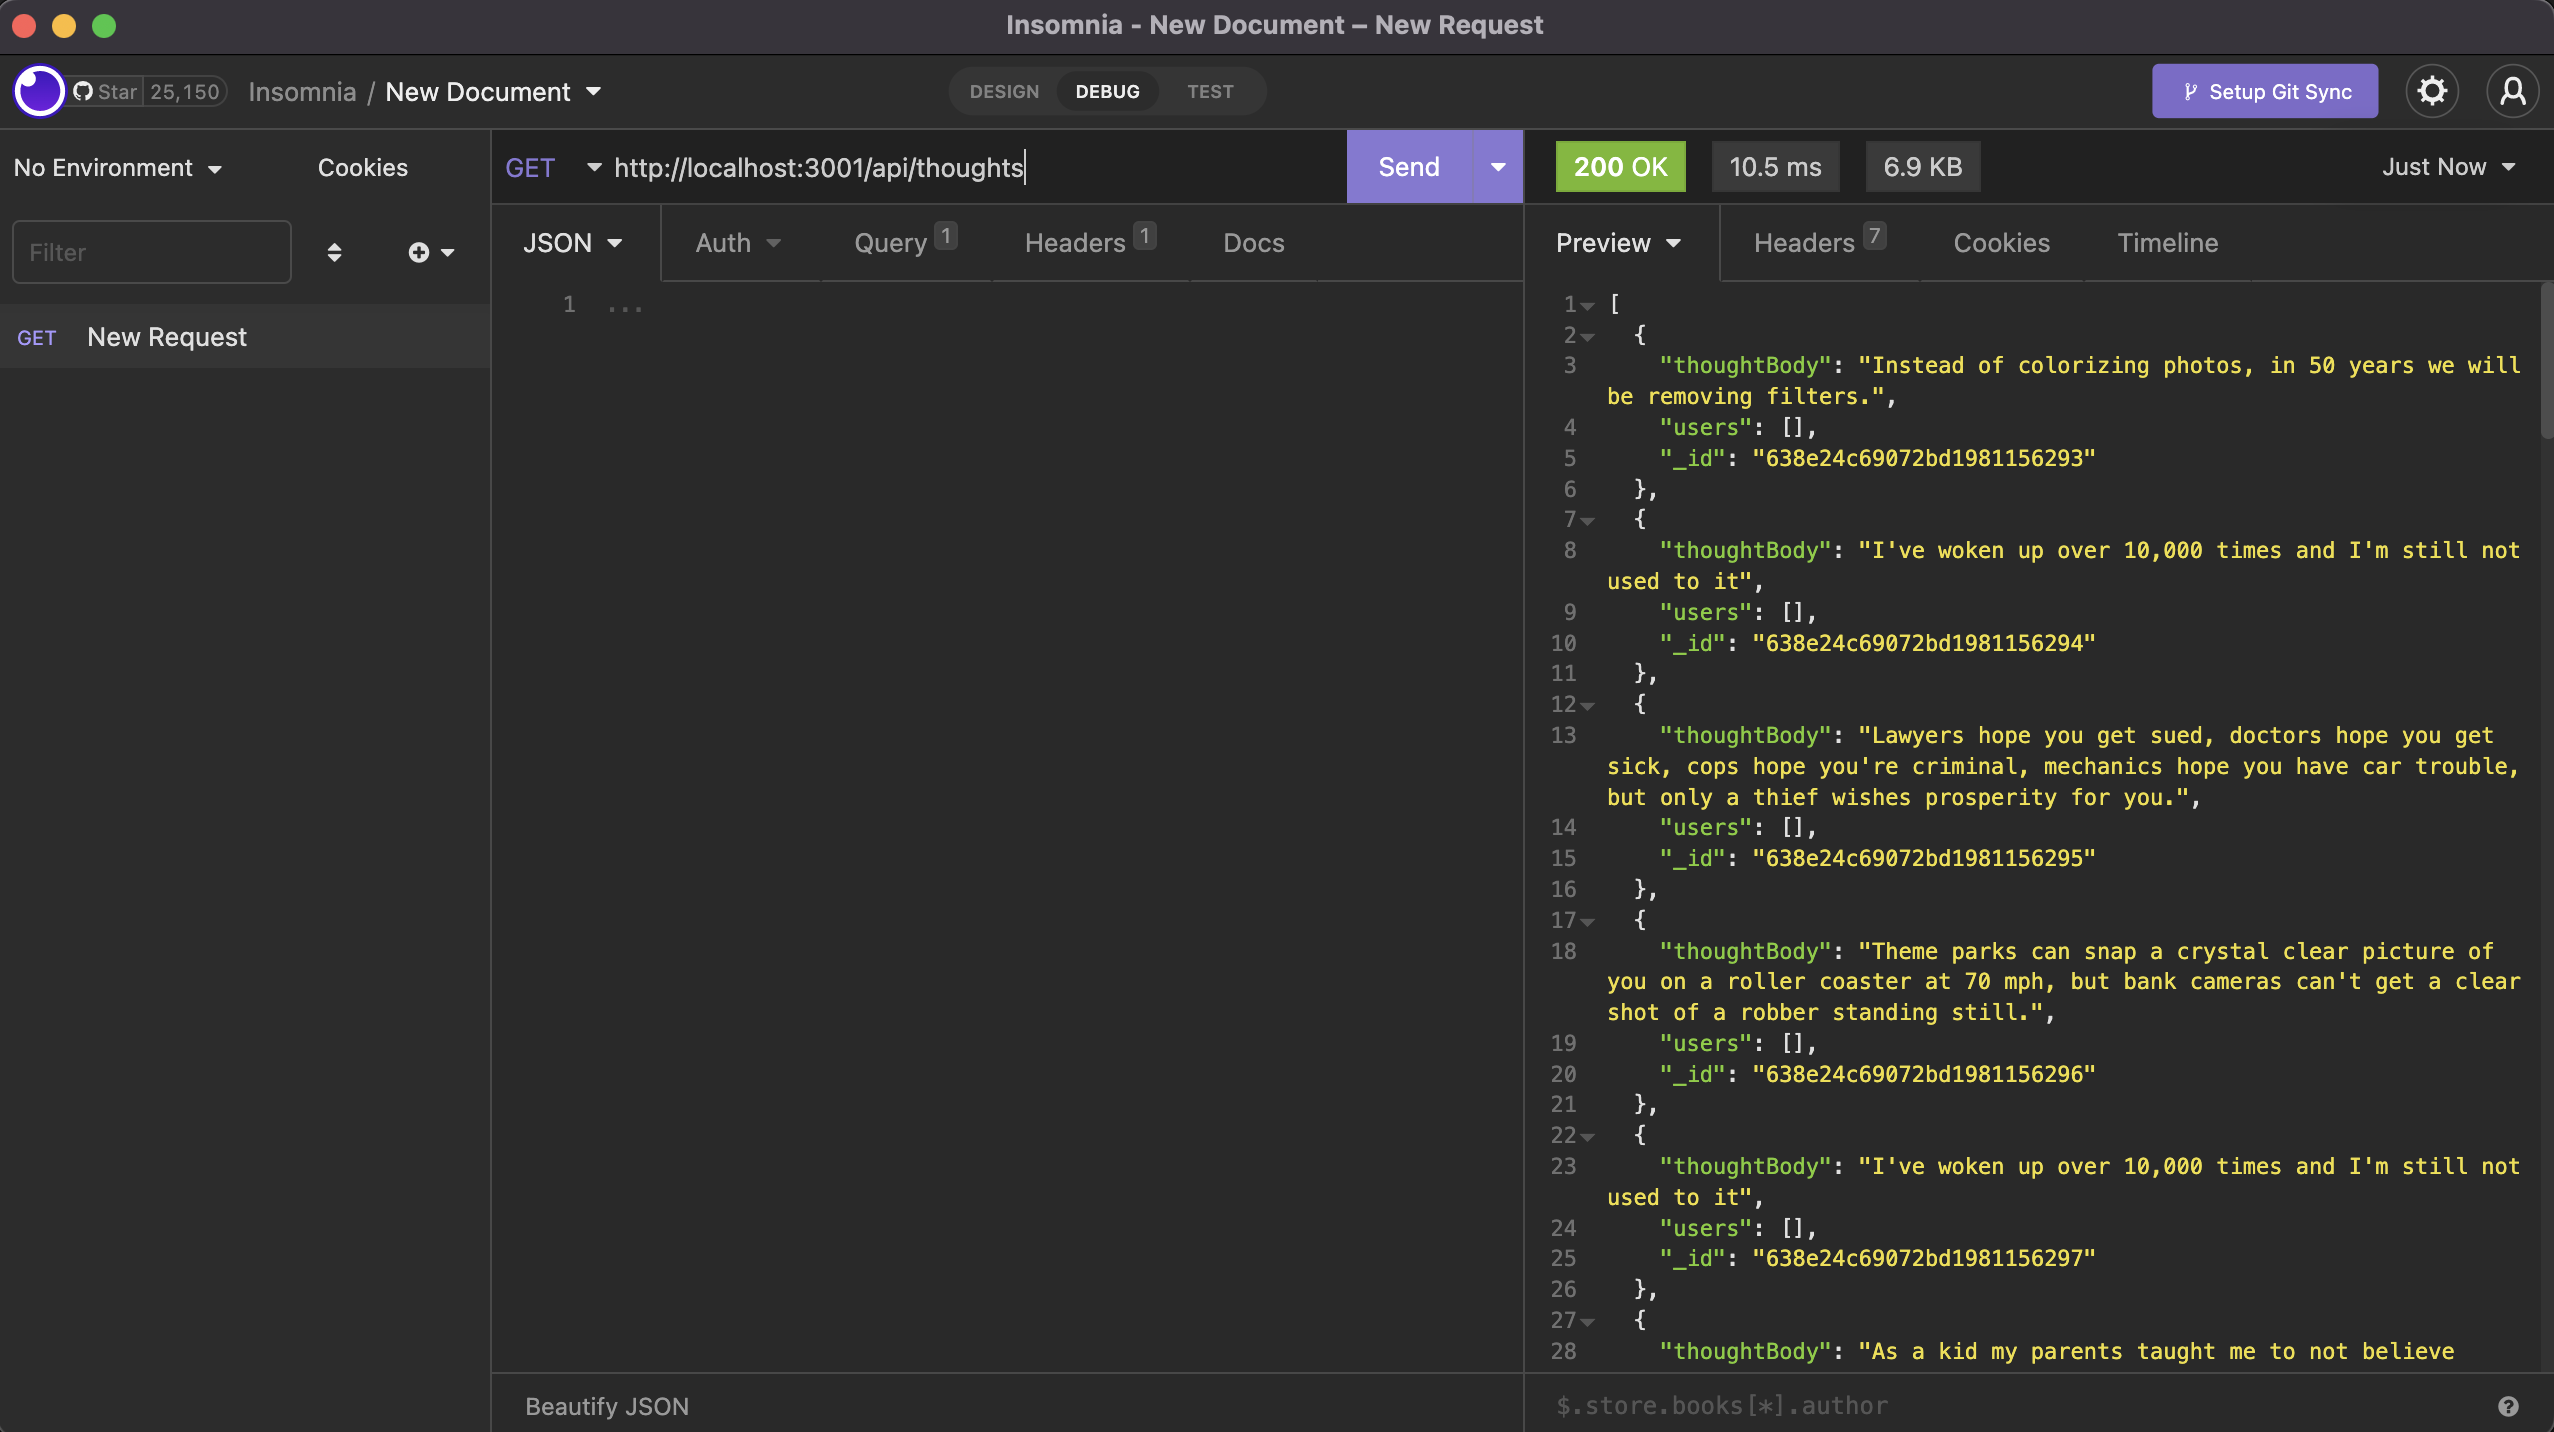 Insomnia - New Document – New Request
Star 25,150 Insomnia / New Document
DESIGN DEBUG TEST
Setup Git Sync
No Environment Cookies
GET http://localhost:3001/api/thoughts Send
200 OK 10.5 ms 6.9 KB Just Now
Filter
JSON Auth Query 1 Headers 1 Docs
Preview Headers 7 Cookies Timeline
GET New Request
1 ...
1 [
2 {
3 "thoughtBody": "Instead of colorizing photos, in 50 years we will
be removing filters.",
4 "users": [],
5 "_id": "638e24c69072bd1981156293"
6 },
7 {
8 "thoughtBody": "I've woken up over 10,000 times and I'm still not
used to it",
9 "users": [],
10 "_id": "638e24c69072bd1981156294"
11 },
12 {
13 "thoughtBody": "Lawyers hope you get sued, doctors hope you get
sick, cops hope you're criminal, mechanics hope you have car trouble,
but only a thief wishes prosperity for you.",
14 "users": [],
15 "_id": "638e24c69072bd1981156295"
16 },
17 {
18 "thoughtBody": "Theme parks can snap a crystal clear picture of
you on a roller coaster at 70 mph, but bank cameras can't get a clear
shot of a robber standing still.",
19 "users": [],
20 "_id": "638e24c69072bd1981156296"
21 },
22 {
23 "thoughtBody": "I've woken up over 10,000 times and I'm still not
used to it",
24 "users": [],
25 "_id": "638e24c69072bd1981156297"
26 },
27 {
28 "thoughtBody": "As a kid my parents taught me to not believe
Beautify JSON
$.store.books[*].author